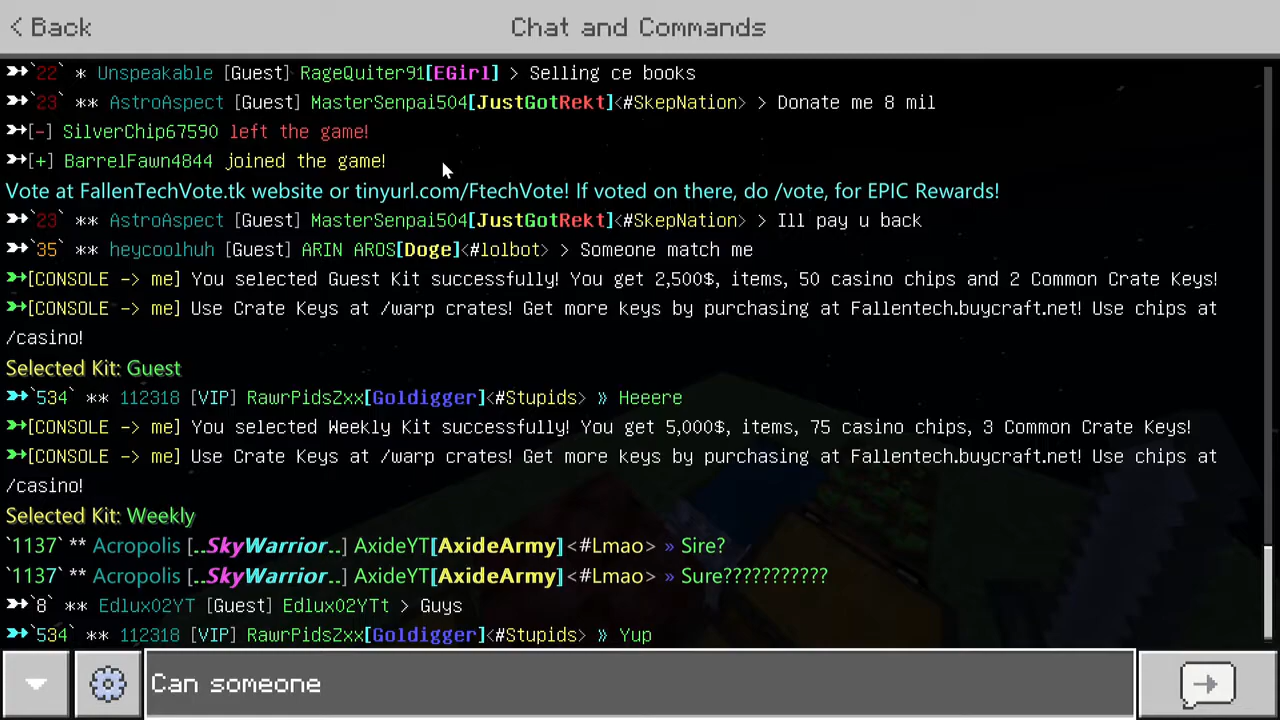 < Back
Chat and Commands
`22` * Unspeakable [Guest] RageQuiter91[EGirl] > Selling ce books
`23` ** AstroAspect [Guest] MasterSenpai504[JustGotRekt]<#SkepNation> > Donate me 8 mil
[-] SilverChip67590 left the game!
[+] BarrelFawn4844 joined the game!
Vote at FallenTechVote.tk website or tinyurl.com/FtechVote! If voted on there, do /vote, for EPIC Rewards!
`23` ** AstroAspect [Guest] MasterSenpai504[JustGotRekt]<#SkepNation> > Ill pay u back
`35` ** heycoolhuh [Guest] ARIN AROS[Doge]<#lolbot> > Someone match me
[CONSOLE -> me] You selected Guest Kit successfully! You get 2,500$, items, 50 casino chips and 2 Common Crate Keys!
[CONSOLE -> me] Use Crate Keys at /warp crates! Get more keys by purchasing at Fallentech.buycraft.net! Use chips at
/casino!
Selected Kit: Guest
`534` ** 112318 [VIP] RawrPidsZxx[Goldigger]<#Stupids> » Heeere
[CONSOLE -> me] You selected Weekly Kit successfully! You get 5,000$, items, 75 casino chips, 3 Common Crate Keys!
[CONSOLE -> me] Use Crate Keys at /warp crates! Get more keys by purchasing at Fallentech.buycraft.net! Use chips at
/casino!
Selected Kit: Weekly
`1137` ** Acropolis [..SkyWarrior..] AxideYT[AxideArmy]<#Lmao> » Sire?
`1137` ** Acropolis [..SkyWarrior..] AxideYT[AxideArmy]<#Lmao> » Sure???????????
`8` ** Edlux02YT [Guest] Edlux02YTt > Guys
`534` ** 112318 [VIP] RawrPidsZxx[Goldigger]<#Stupids> » Yup
Can someone